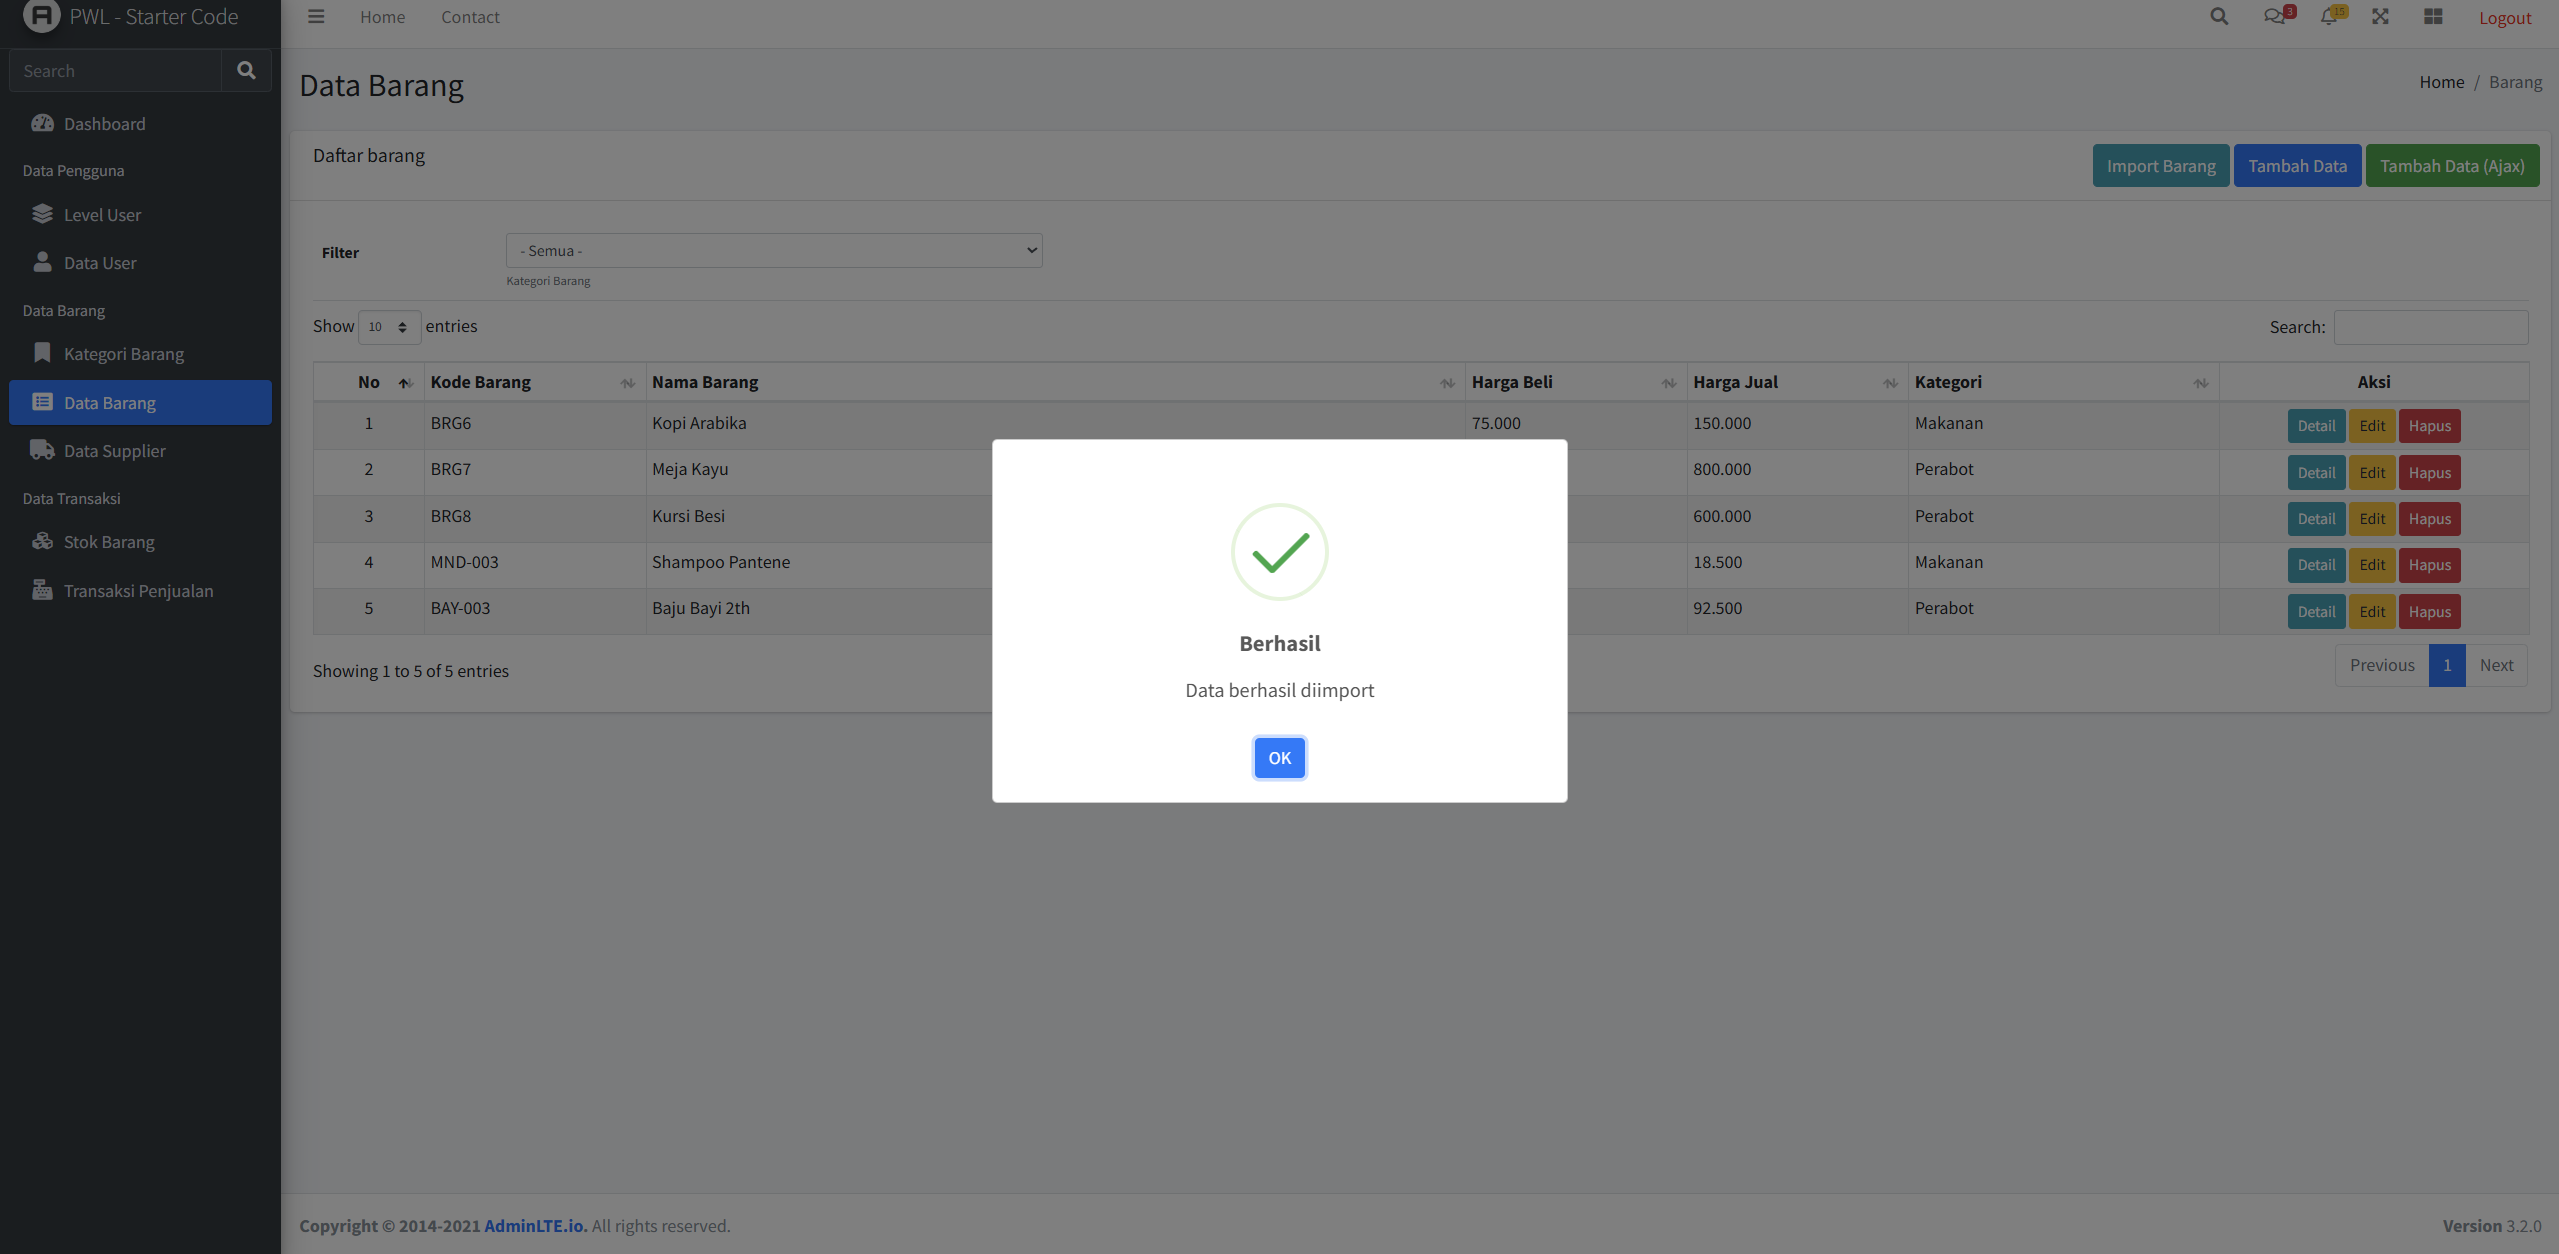 PWL - Starter Code
Home Contact 3 15 Logout
Search
Dashboard
Data Pengguna
Level User
Data User
Data Barang
Kategori Barang
Data Barang
Data Supplier
Data Transaksi
Stok Barang
Transaksi Penjualan
Data Barang
Home / Barang
Daftar barang
Import Barang Tambah Data Tambah Data (Ajax)
Filter - Semua -
Kategori Barang
Show 10 entries Search:
No Kode Barang Nama Barang Harga Beli Harga Jual Kategori Aksi
1 BRG6 Kopi Arabika 75.000 150.000 Makanan Detail Edit Hapus
2 BRG7 Meja Kayu 800.000 Perabot Detail Edit Hapus
3 BRG8 Kursi Besi 600.000 Perabot Detail Edit Hapus
4 MND-003 Shampoo Pantene 18.500 Makanan Detail Edit Hapus
5 BAY-003 Baju Bayi 2th 92.500 Perabot Detail Edit Hapus
Showing 1 to 5 of 5 entries
Previous 1 Next
Berhasil
Data berhasil diimport
OK
Copyright © 2014-2021 AdminLTE.io. All rights reserved.
Version 3.2.0